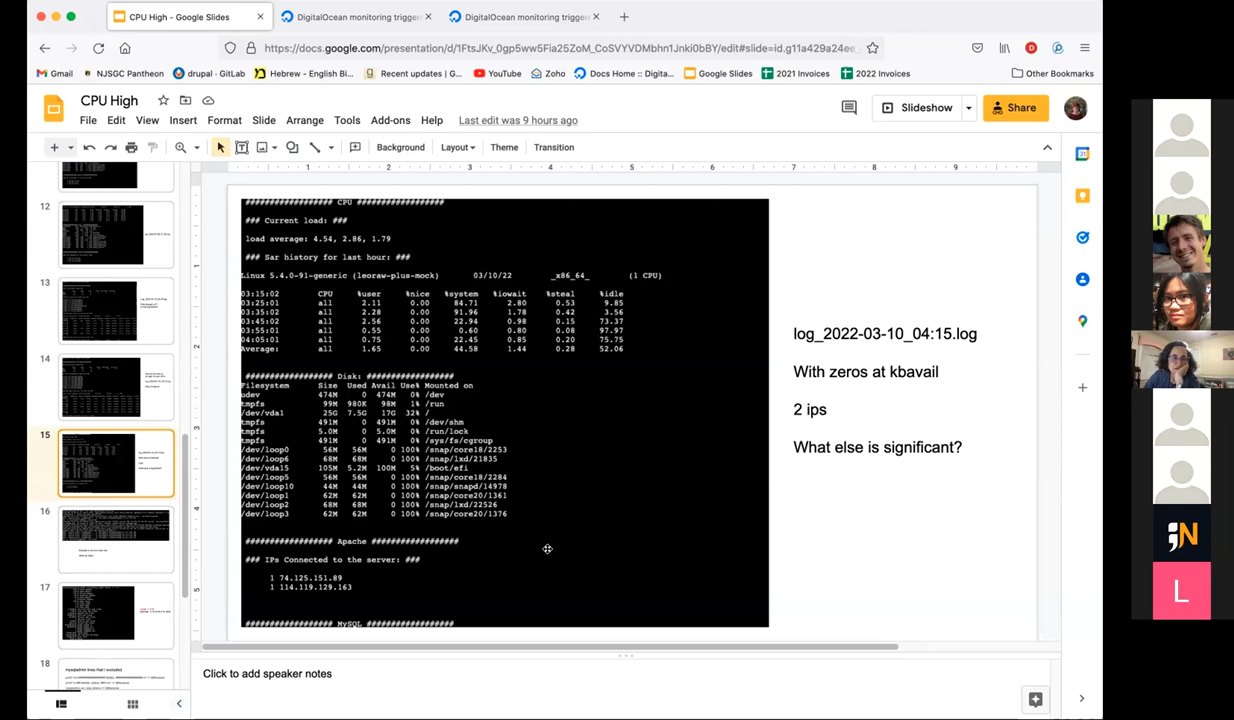 CPU High - Google Slides
DigitalOcean monitoring trigge
DigitalOcean monitoring trigge
https://docs.google.com/presentation/d/1FtsJKv_0gp5ww5Fia25ZoM_CoSVYVDMbhn1Jnki0bBY/edit#slide=id.g11a429a24ee_
Gmail NJSGC Pantheon drupal · GitLab Hebrew - English Bi... Recent updates | G... YouTube Zoho Docs Home :: Digita... Google Slides 2021 Invoices 2022 Invoices Other Bookmarks
CPU High
File Edit View Insert Format Slide Arrange Tools Add-ons Help Last edit was 9 hours ago
Slideshow
Share
Background Layout Theme Transition
1 2 3 4 5 6 7 8 9
12
13
14
15
16
17
18
################## CPU ##################
### Current load: ###
load average: 4.54, 2.86, 1.79
### Sar history for last hour: ###
Linux 5.4.0-91-generic (leoraw-plus-mock) 03/10/22 _x86_64_ (1 CPU)
03:15:02 CPU %user %nice %system %iowait %steal %idle
03:25:01 all 2.11 0.00 84.71 2.80 0.53 9.85
03:35:02 all 2.28 0.00 91.96 1.78 0.42 3.56
03:45:02 all 2.56 0.00 22.94 0.98 0.15 73.37
03:55:01 all 0.55 0.00 0.60 0.80 0.08 97.97
04:05:01 all 0.75 0.00 22.45 0.85 0.20 75.75
Average: all 1.65 0.00 44.58 1.44 0.28 52.06
################## Disk: ##################
Filesystem Size Used Avail Use% Mounted on
udev 474M 0 474M 0% /dev
tmpfs 99M 980K 98M 1% /run
/dev/vda1 25G 7.5G 17G 32% /
tmpfs 491M 0 491M 0% /dev/shm
tmpfs 5.0M 0 5.0M 0% /run/lock
tmpfs 491M 0 491M 0% /sys/fs/cgroup
/dev/loop0 56M 56M 0 100% /snap/core18/2253
/dev/loop6 68M 68M 0 100% /snap/lxd/21835
/dev/vda15 105M 5.2M 100M 5% /boot/efi
/dev/loop5 56M 56M 0 100% /snap/core18/2284
/dev/loop10 44M 44M 0 100% /snap/snapd/14978
/dev/loop1 62M 62M 0 100% /snap/core20/1361
/dev/loop2 68M 68M 0 100% /snap/lxd/22526
/dev/loop3 62M 62M 0 100% /snap/core20/1376
################## Apache ##################
### IPs Connected to the server: ###
1 74.125.151.89
1 114.119.129.163
################## MySQL ##################
log_2022-03-10_04:15.log
With zeros at kbavail
2 ips
What else is significant?
Click to add speaker notes
L